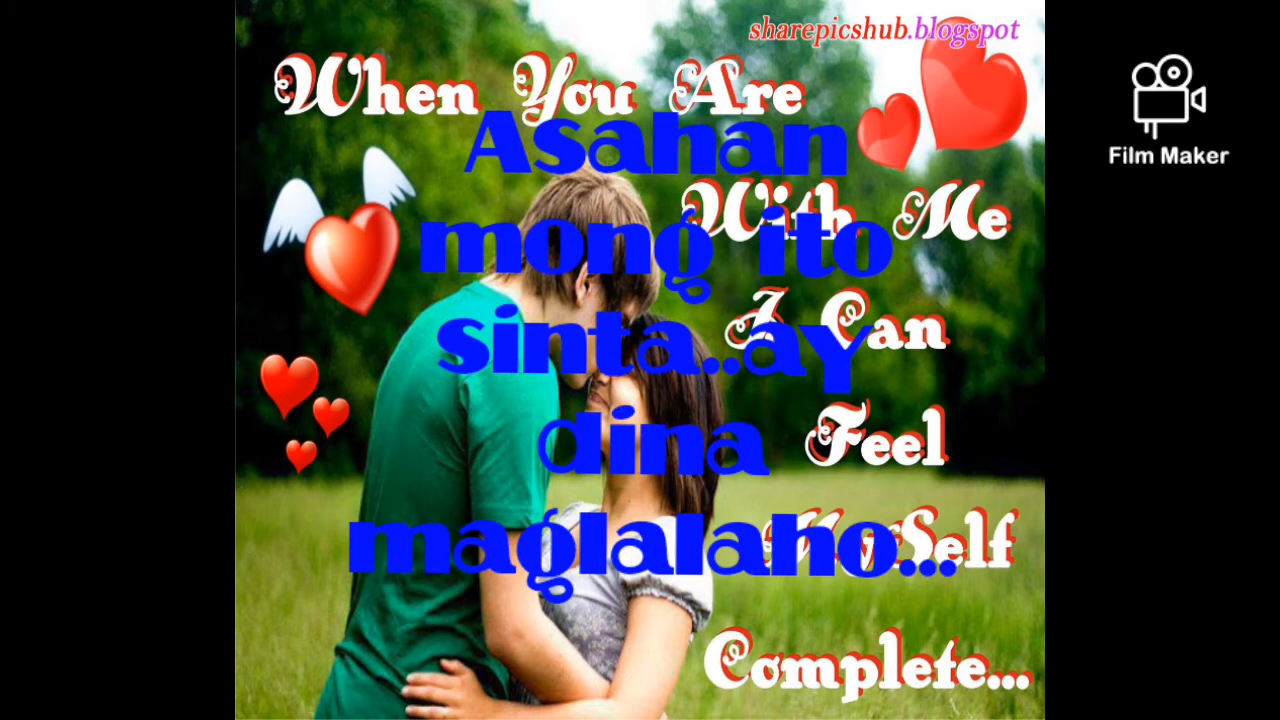 sharepicshub.blogspot
When You Are
With Me
I Can
Feel
MySelf
Complete...
Asahan
mong ito
sinta..ay
dina
maglalaho...
Film Maker